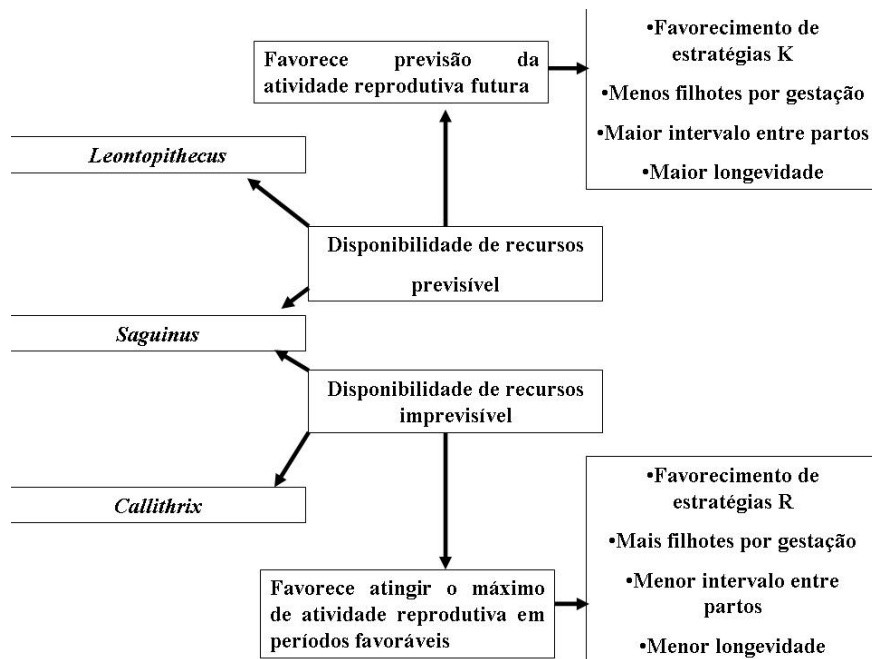 Favorece previsão da
atividade reprodutiva futura
•Favorecimento de
estratégias K
•Menos filhotes por gestação
•Maior intervalo entre partos
•Maior longevidade
Leontopithecus
Disponibilidade de recursos
previsível
Saguinus
Disponibilidade de recursos
imprevisível
Callithrix
Favorece atingir o máximo
de atividade reprodutiva em
períodos favoráveis
•Favorecimento de
estratégias R
•Mais filhotes por gestação
•Menor intervalo entre
partos
•Menor longevidade